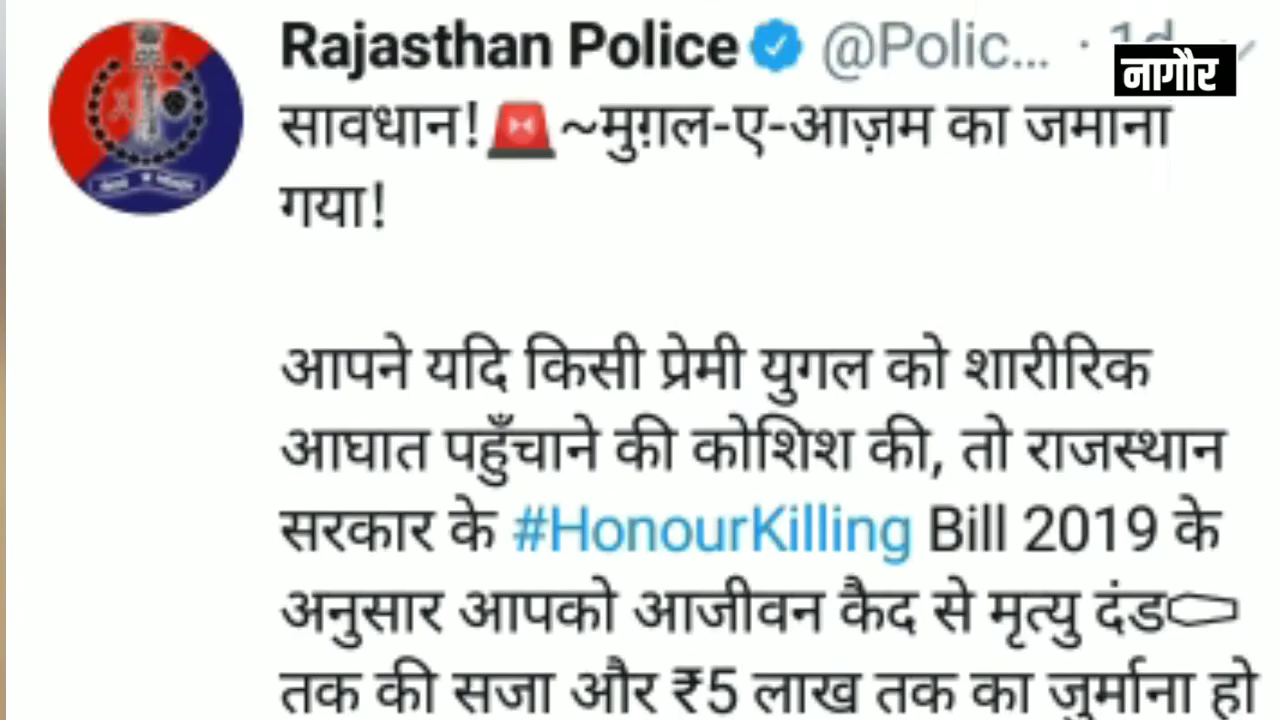 Rajasthan Police @Polic... · 1d
नागौर
सावधान!🚨~मुग़ल-ए-आज़म का जमाना
गया!
आपने यदि किसी प्रेमी युगल को शारीरिक
आघात पहुँचाने की कोशिश की, तो राजस्थान
सरकार के #HonourKilling Bill 2019 के
अनुसार आपको आजीवन कैद से मृत्यु दंड⚰
तक की सजा और ₹5 लाख तक का जुर्माना हो